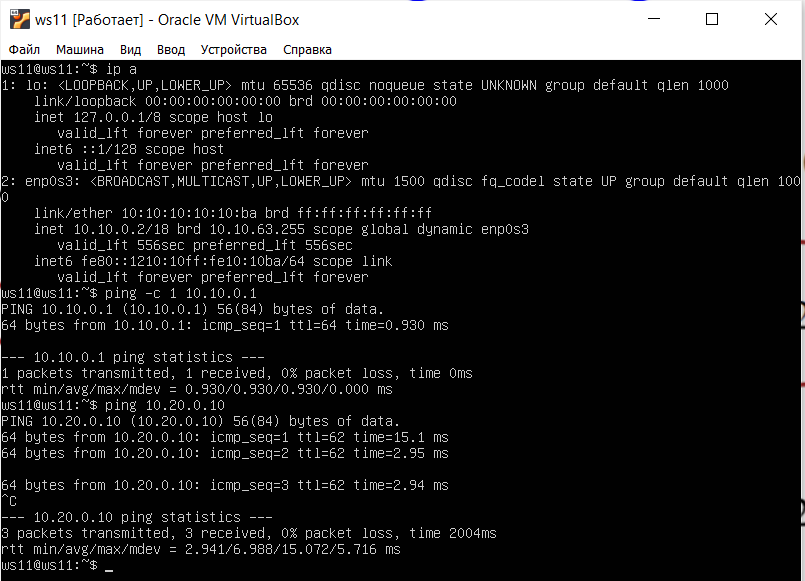 ws11 [Работает] - Oracle VM VirtualBox
Файл Машина Вид Ввод Устройства Справка
ws11@ws11:~$ ip a
1: lo: <LOOPBACK,UP,LOWER_UP> mtu 65536 qdisc noqueue state UNKNOWN group default qlen 1000
    link/loopback 00:00:00:00:00:00 brd 00:00:00:00:00:00
    inet 127.0.0.1/8 scope host lo
       valid_lft forever preferred_lft forever
    inet6 ::1/128 scope host
       valid_lft forever preferred_lft forever
2: enp0s3: <BROADCAST,MULTICAST,UP,LOWER_UP> mtu 1500 qdisc fq_codel state UP group default qlen 100
0
    link/ether 10:10:10:10:10:ba brd ff:ff:ff:ff:ff:ff
    inet 10.10.0.2/18 brd 10.10.63.255 scope global dynamic enp0s3
       valid_lft 556sec preferred_lft 556sec
    inet6 fe80::1210:10ff:fe10:10ba/64 scope link
       valid_lft forever preferred_lft forever
ws11@ws11:~$ ping -c 1 10.10.0.1
PING 10.10.0.1 (10.10.0.1) 56(84) bytes of data.
64 bytes from 10.10.0.1: icmp_seq=1 ttl=64 time=0.930 ms

--- 10.10.0.1 ping statistics ---
1 packets transmitted, 1 received, 0% packet loss, time 0ms
rtt min/avg/max/mdev = 0.930/0.930/0.930/0.000 ms
ws11@ws11:~$ ping 10.20.0.10
PING 10.20.0.10 (10.20.0.10) 56(84) bytes of data.
64 bytes from 10.20.0.10: icmp_seq=1 ttl=62 time=15.1 ms
64 bytes from 10.20.0.10: icmp_seq=2 ttl=62 time=2.95 ms

64 bytes from 10.20.0.10: icmp_seq=3 ttl=62 time=2.94 ms
^C
--- 10.20.0.10 ping statistics ---
3 packets transmitted, 3 received, 0% packet loss, time 2004ms
rtt min/avg/max/mdev = 2.941/6.988/15.072/5.716 ms
ws11@ws11:~$ _